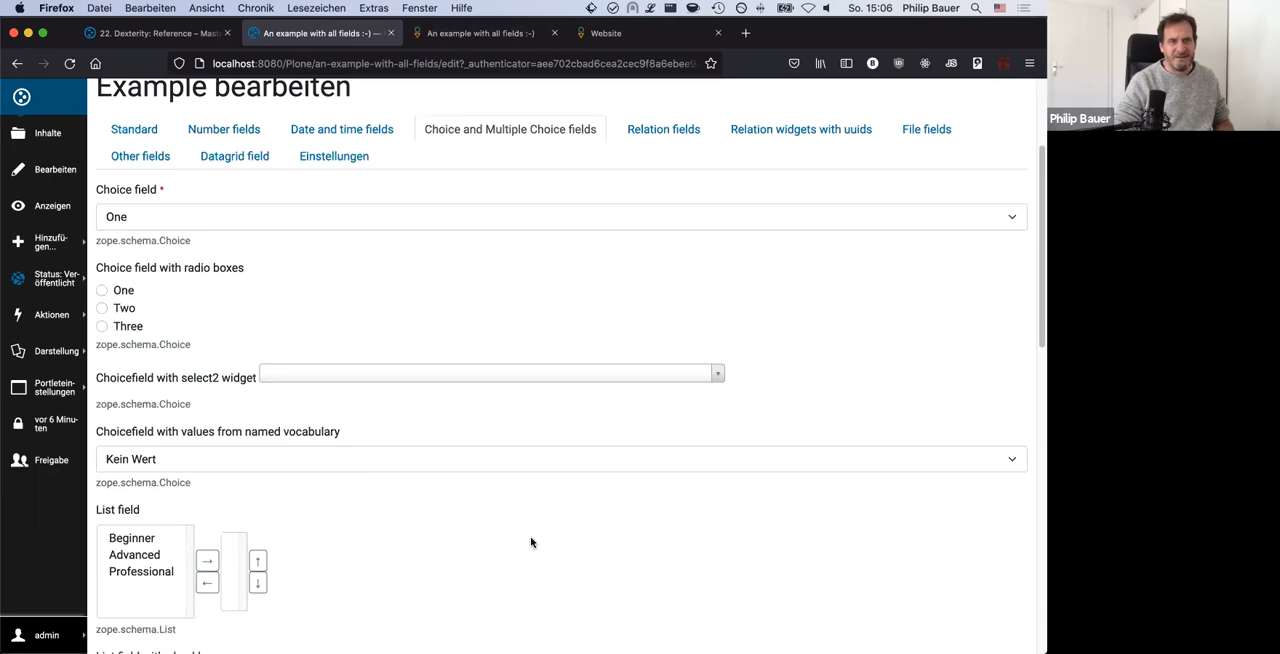 Firefox Datei Bearbeiten Ansicht Chronik Lesezeichen Extras Fenster Hilfe So. 15:06 Philip Bauer
22. Dexterity: Reference – Mast An example with all fields :-) — An example with all fields :-) Website
localhost:8080/Plone/an-example-with-all-fields/edit?_authenticator=aee702cbad6cea2cec9f8a6ebee9
Philip Bauer
Example bearbeiten
Standard Number fields Date and time fields Choice and Multiple Choice fields Relation fields Relation widgets with uuids File fields
Other fields Datagrid field Einstellungen
Inhalte
Bearbeiten
Anzeigen
Hinzufü-
gen...
Status: Ver-
öffentlicht
Aktionen
Darstellung
Portletein-
stellungen
vor 6 Minu-
ten
Freigabe
admin
Choice field *
One
zope.schema.Choice
Choice field with radio boxes
One
Two
Three
zope.schema.Choice
Choicefield with select2 widget
zope.schema.Choice
Choicefield with values from named vocabulary
Kein Wert
zope.schema.Choice
List field
Beginner
Advanced
Professional
zope.schema.List